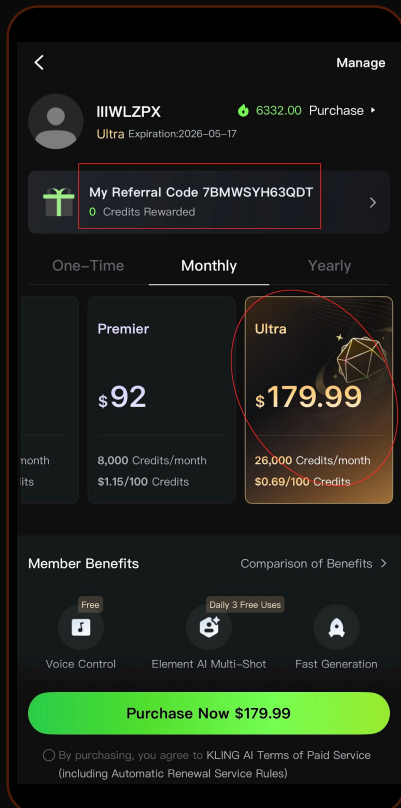 Manage
IIIWLZPX
6332.00 Purchase
Ultra Expiration:2026-05-17
My Referral Code 7BMWSYH63QDT
0 Credits Rewarded
One-Time Monthly Yearly
Premier
Ultra
$92
$179.99
month
8,000 Credits/month
26,000 Credits/month
its
$1.15/100 Credits
$0.69/100 Credits
Member Benefits
Comparison of Benefits
Free
Daily 3 Free Uses
Voice Control
Element AI Multi-Shot
Fast Generation
Purchase Now $179.99
By purchasing, you agree to KLING AI Terms of Paid Service
(including Automatic Renewal Service Rules)